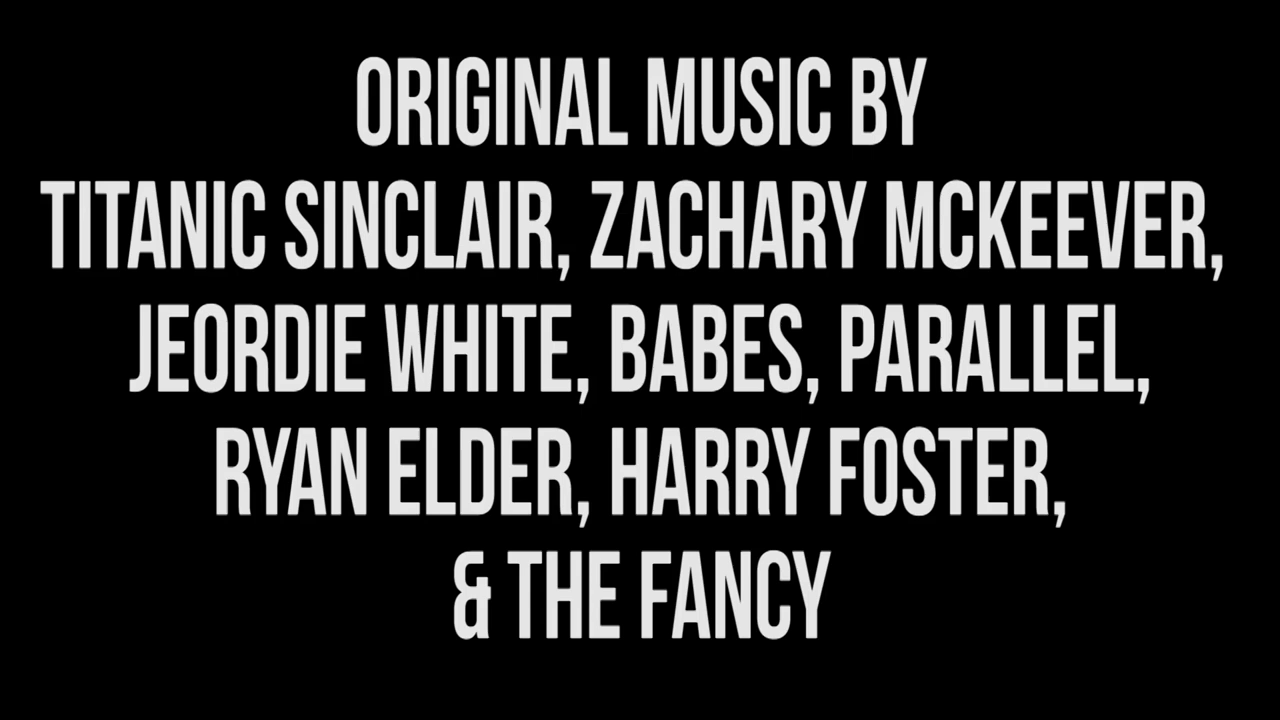 ORIGINAL MUSIC BY
TITANIC SINCLAIR, ZACHARY MCKEEVER,
JEORDIE WHITE, BABES, PARALLEL,
RYAN ELDER, HARRY FOSTER,
& THE FANCY